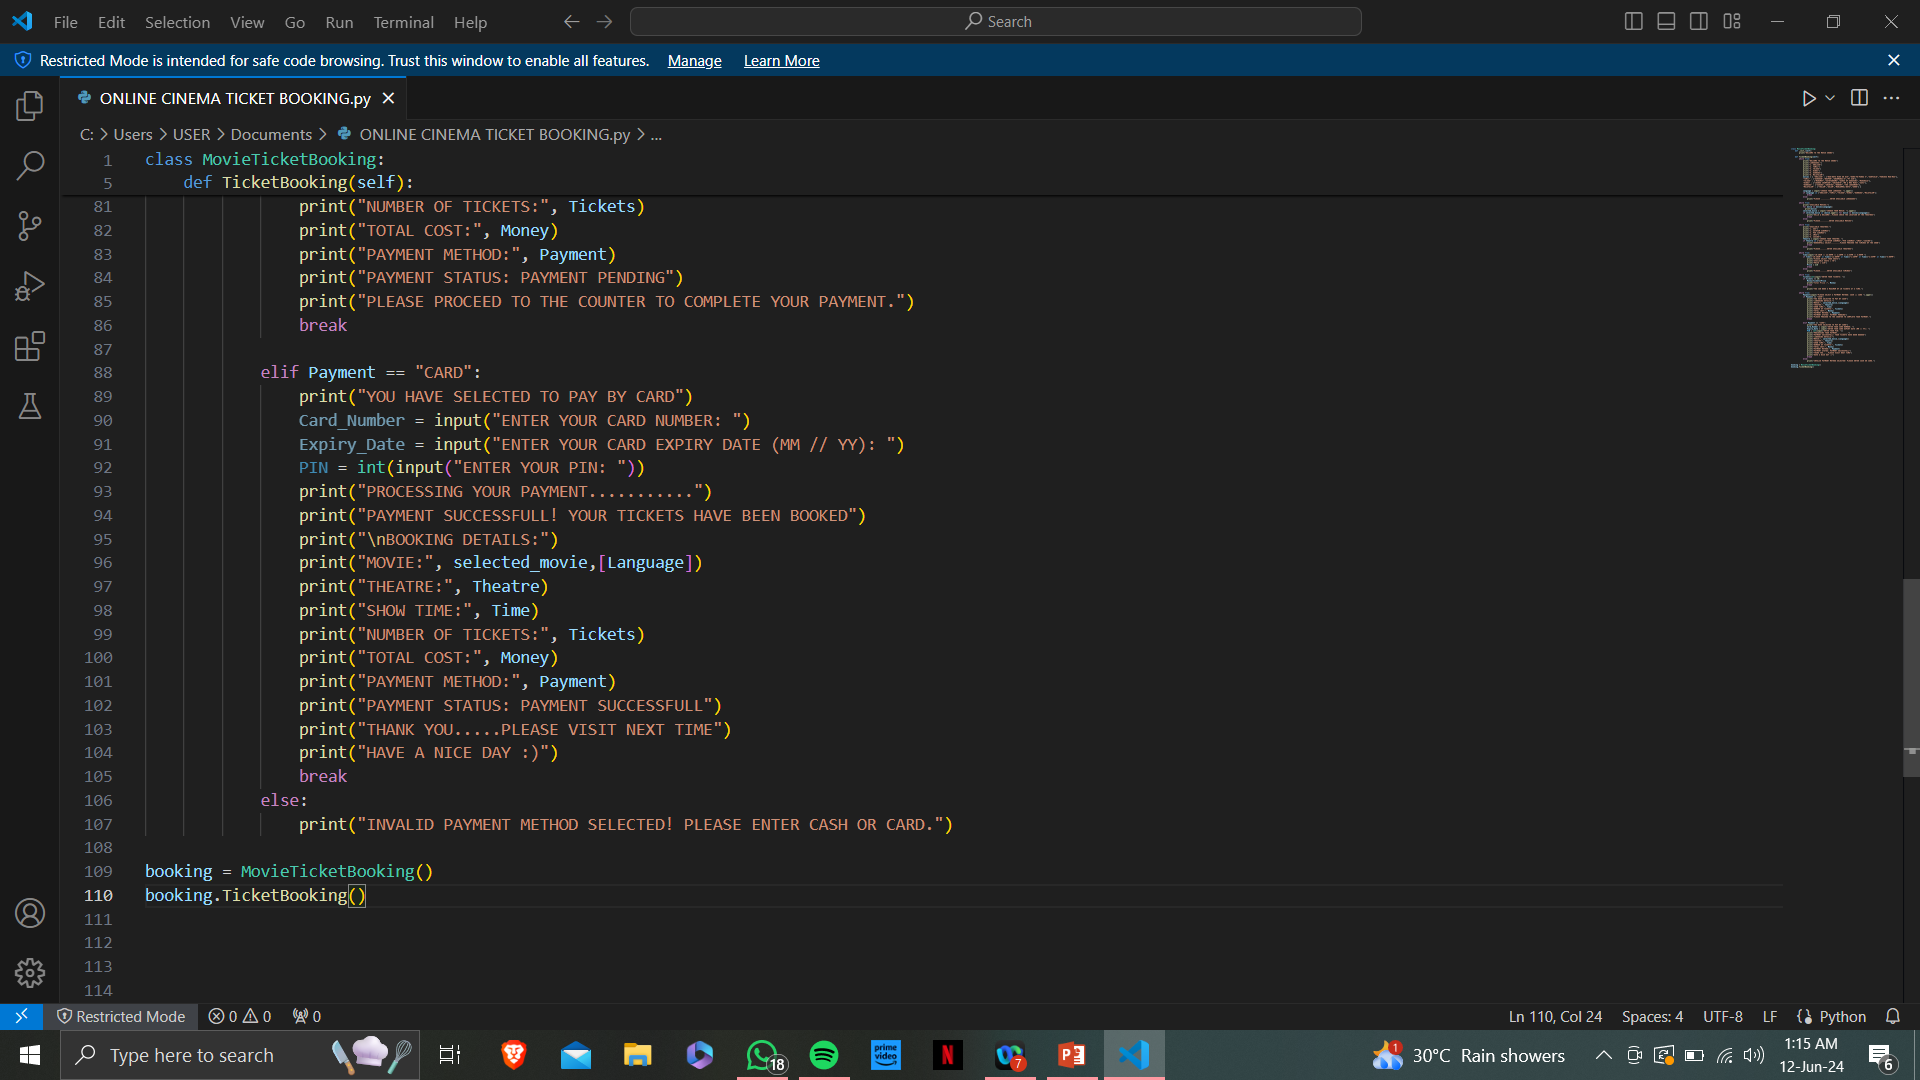 File Edit Selection View Go Run Terminal Help Search
Restricted Mode is intended for safe code browsing. Trust this window to enable all features. Manage Learn More
ONLINE CINEMA TICKET BOOKING.py
C: > Users > USER > Documents > ONLINE CINEMA TICKET BOOKING.py > ...
1 class MovieTicketBooking:
5 def TicketBooking(self):
81 print("NUMBER OF TICKETS:", Tickets)
82 print("TOTAL COST:", Money)
83 print("PAYMENT METHOD:", Payment)
84 print("PAYMENT STATUS: PAYMENT PENDING")
85 print("PLEASE PROCEED TO THE COUNTER TO COMPLETE YOUR PAYMENT.")
86 break
87
88 elif Payment == "CARD":
89 print("YOU HAVE SELECTED TO PAY BY CARD")
90 Card_Number = input("ENTER YOUR CARD NUMBER: ")
91 Expiry_Date = input("ENTER YOUR CARD EXPIRY DATE (MM // YY): ")
92 PIN = int(input("ENTER YOUR PIN: "))
93 print("PROCESSING YOUR PAYMENT...........")
94 print("PAYMENT SUCCESSFULL! YOUR TICKETS HAVE BEEN BOOKED")
95 print("\nBOOKING DETAILS:")
96 print("MOVIE:", selected_movie,[Language])
97 print("THEATRE:", Theatre)
98 print("SHOW TIME:", Time)
99 print("NUMBER OF TICKETS:", Tickets)
100 print("TOTAL COST:", Money)
101 print("PAYMENT METHOD:", Payment)
102 print("PAYMENT STATUS: PAYMENT SUCCESSFULL")
103 print("THANK YOU.....PLEASE VISIT NEXT TIME")
104 print("HAVE A NICE DAY :)")
105 break
106 else:
107 print("INVALID PAYMENT METHOD SELECTED! PLEASE ENTER CASH OR CARD.")
108
109 booking = MovieTicketBooking()
110 booking.TicketBooking()
111
112
113
114
Restricted Mode 0 0 0 Ln 110, Col 24 Spaces: 4 UTF-8 LF Python
Type here to search prime video N 18 7 1 30°C Rain showers 1:15 AM 6
12-Jun-24